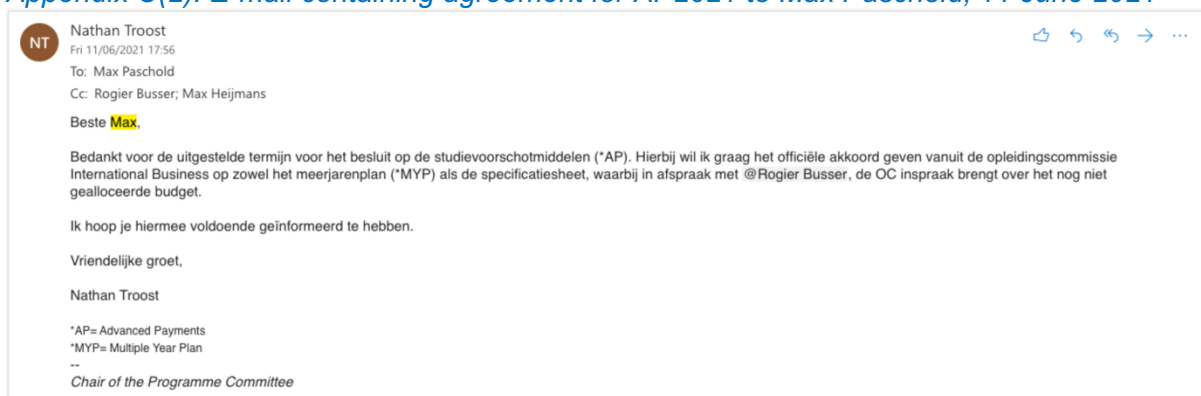 NT
Nathan Troost
Fri 11/06/2021 17:56
To: Max Paschold
Cc: Rogier Busser; Max Heijmans
Beste Max,
Bedankt voor de uitgestelde termijn voor het besluit op de studievoorschotmiddelen (*AP). Hierbij wil ik graag het officiële akkoord geven vanuit de opleidingscommissie
International Business op zowel het meerjarenplan (*MYP) als de specificatiesheet, waarbij in afspraak met @Rogier Busser, de OC inspraak brengt over het nog niet
gealloceerde budget.
Ik hoop je hiermee voldoende geïnformeerd te hebben.
Vriendelijke groet,
Nathan Troost
*AP= Advanced Payments
*MYP= Multiple Year Plan
--
Chair of the Programme Committee